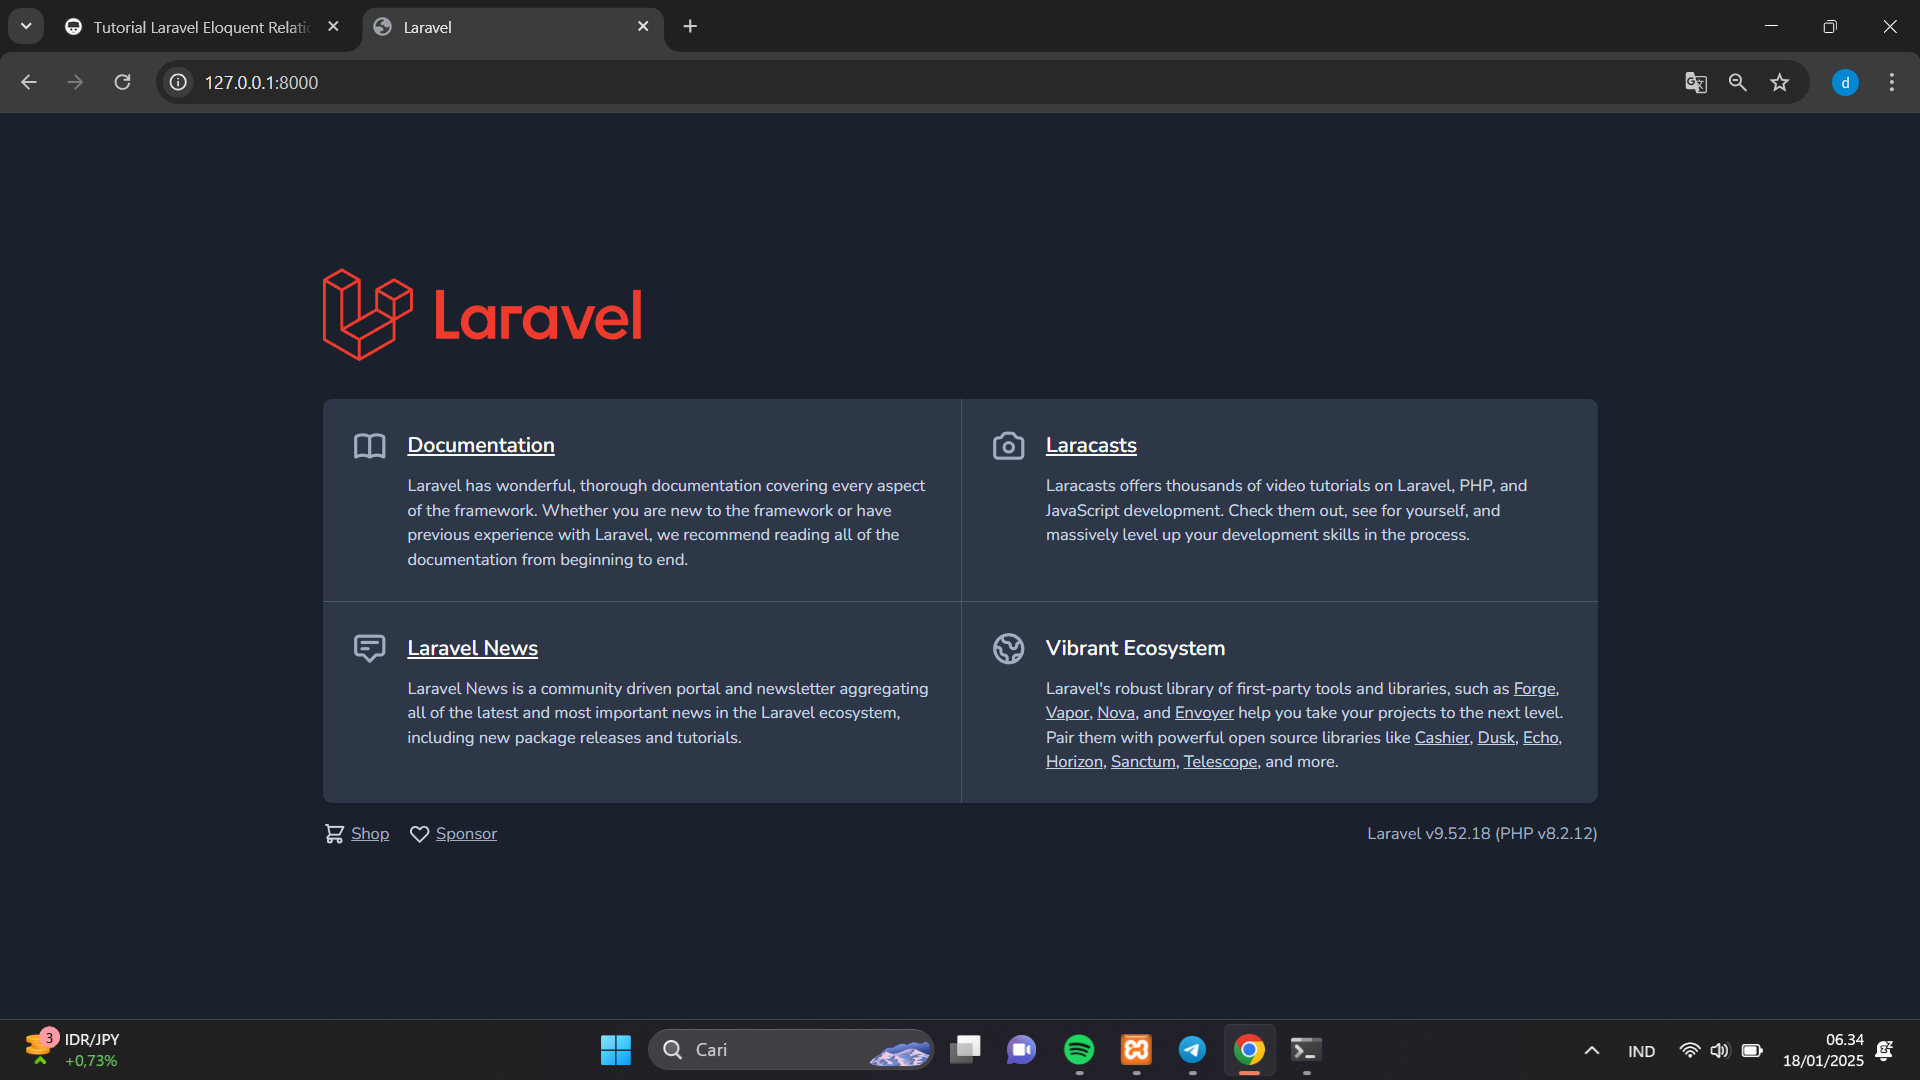 Tutorial Laravel Eloquent Relati
Laravel
127.0.0.1:8000
d
Laravel
Documentation
Laravel has wonderful, thorough documentation covering every aspect
of the framework. Whether you are new to the framework or have
previous experience with Laravel, we recommend reading all of the
documentation from beginning to end.
Laracasts
Laracasts offers thousands of video tutorials on Laravel, PHP, and
JavaScript development. Check them out, see for yourself, and
massively level up your development skills in the process.
Laravel News
Laravel News is a community driven portal and newsletter aggregating
all of the latest and most important news in the Laravel ecosystem,
including new package releases and tutorials.
Vibrant Ecosystem
Laravel's robust library of first-party tools and libraries, such as Forge,
Vapor, Nova, and Envoyer help you take your projects to the next level.
Pair them with powerful open source libraries like Cashier, Dusk, Echo,
Horizon, Sanctum, Telescope, and more.
Shop
Sponsor
Laravel v9.52.18 (PHP v8.2.12)
3
IDR/JPY
+0,73%
Cari
IND
06.34
18/01/2025